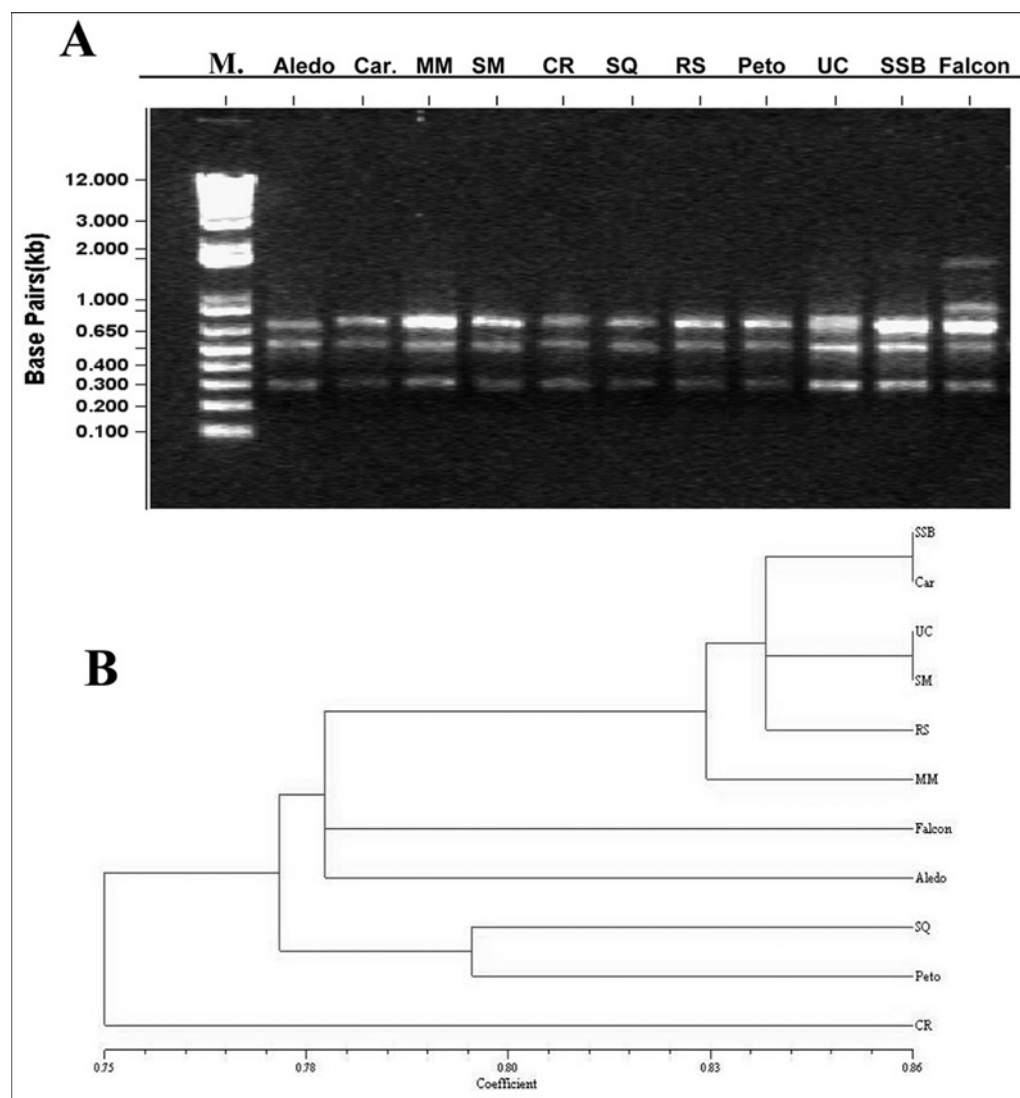 A
M. Aledo Car. MM SM CR SQ RS Peto UC SSB Falcon
Base Pairs(kb)
12.000
3.000
2.000
1.000
0.650
0.400
0.300
0.200
0.100
B
SSB
Car
UC
SM
RS
MM
Falcon
Aledo
SQ
Peto
CR
0.75 0.78 0.80 0.83 0.86
Coefficient